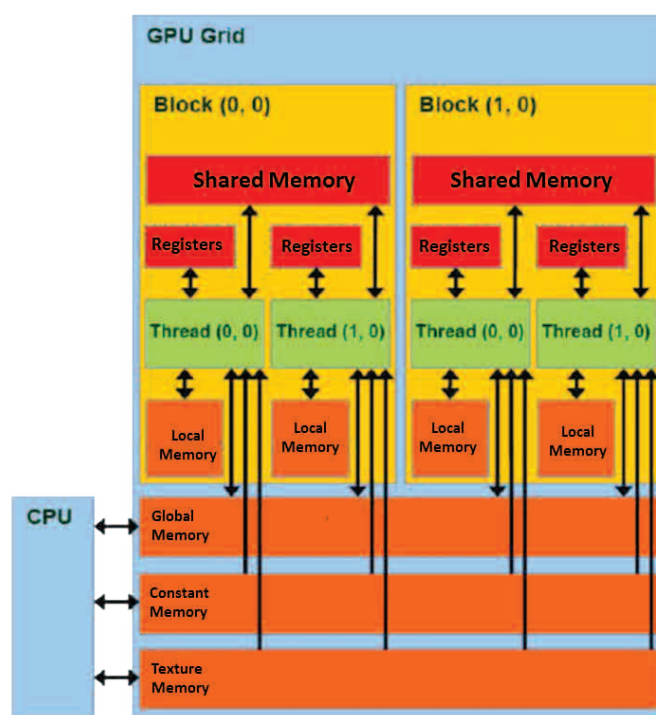 GPU Grid
Block (0, 0)
Block (1, 0)
Shared Memory
Shared Memory
Registers
Registers
Registers
Registers
Thread (0, 0)
Thread (1, 0)
Thread (0, 0)
Thread (1, 0)
Local
Memory
Local
Memory
Local
Memory
Local
Memory
CPU
Global
Memory
Constant
Memory
Texture
Memory